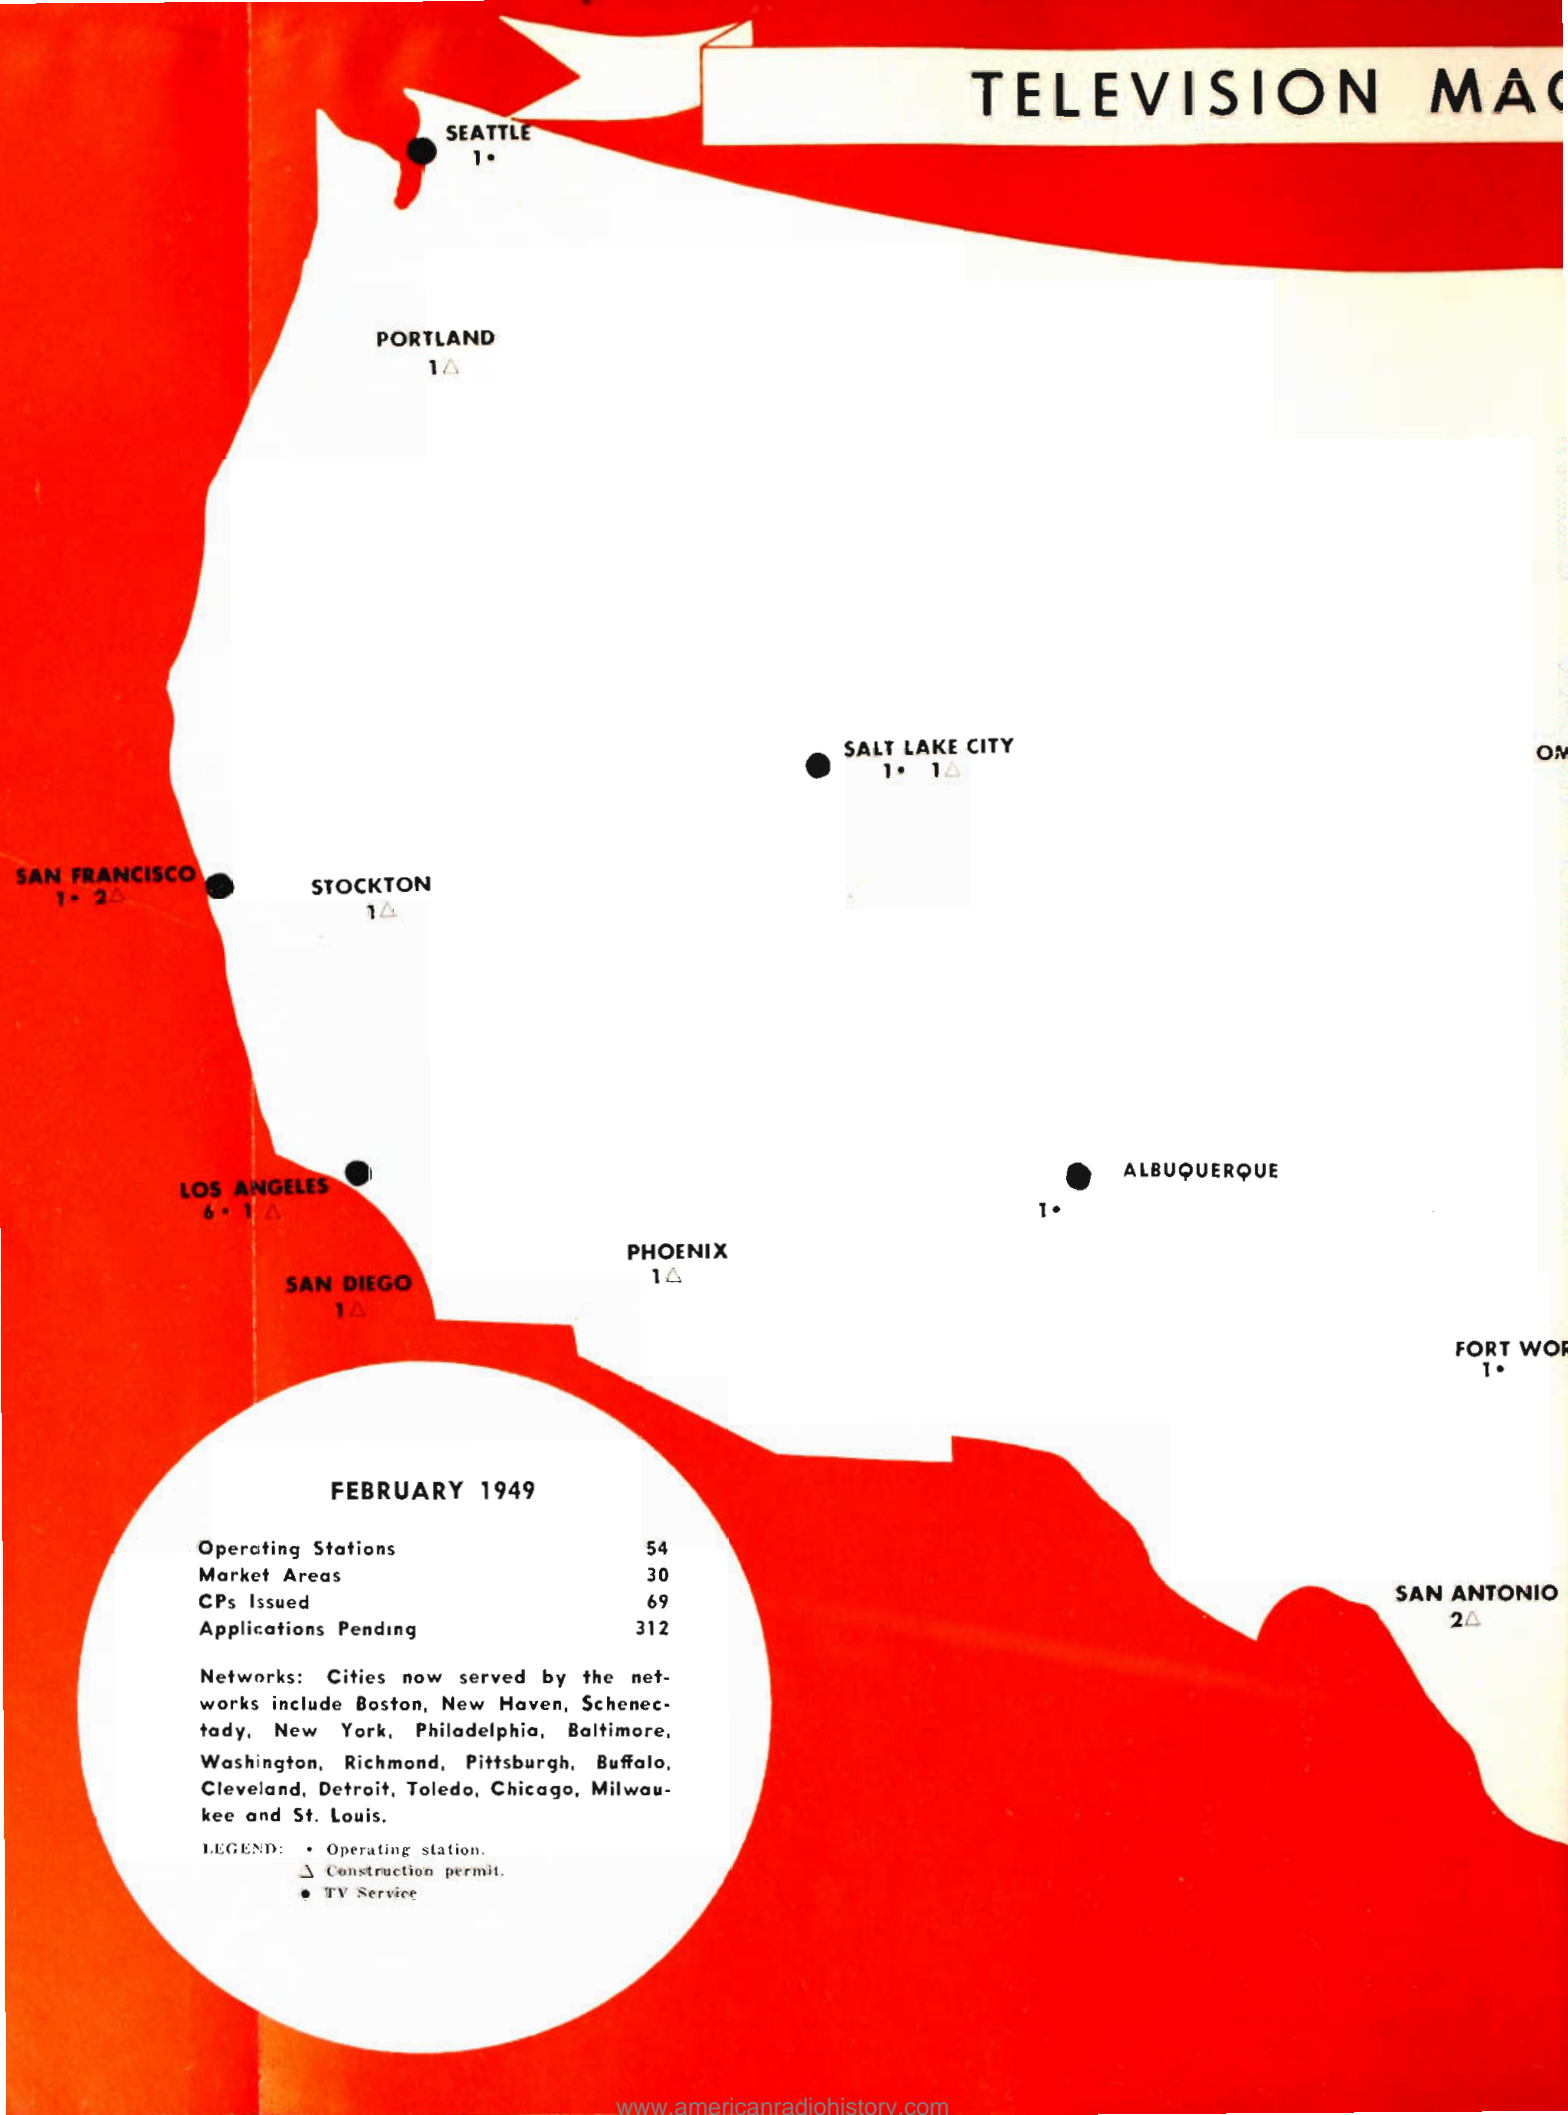 TELEVISION MAG
SEATTLE
1•
PORTLAND
1△
SALT LAKE CITY
1• 1△
OM
SAN FRANCISCO
1• 2△
STOCKTON
1△
LOS ANGELES
6• 1△
ALBUQUERQUE
1•
PHOENIX
1△
SAN DIEGO
1△
FORT WOR
1•
FEBRUARY 1949
Operating Stations 54
Market Areas 30
CPs Issued 69
Applications Pending 312
SAN ANTONIO
2△
Networks: Cities now served by the net-
works include Boston, New Haven, Schenec-
tady, New York, Philadelphia, Baltimore,
Washington, Richmond, Pittsburgh, Buffalo,
Cleveland, Detroit, Toledo, Chicago, Milwau-
kee and St. Louis.
LEGEND: • Operating station.
△ Construction permit.
● TV Service
www.americanradiohistory.com